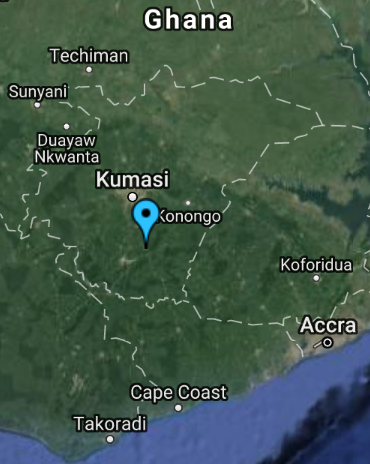 Ghana
Techiman
Sunyani
Duayaw
Nkwanta
Kumasi
Konongo
Koforidua
Accra
Cape Coast
Takoradi